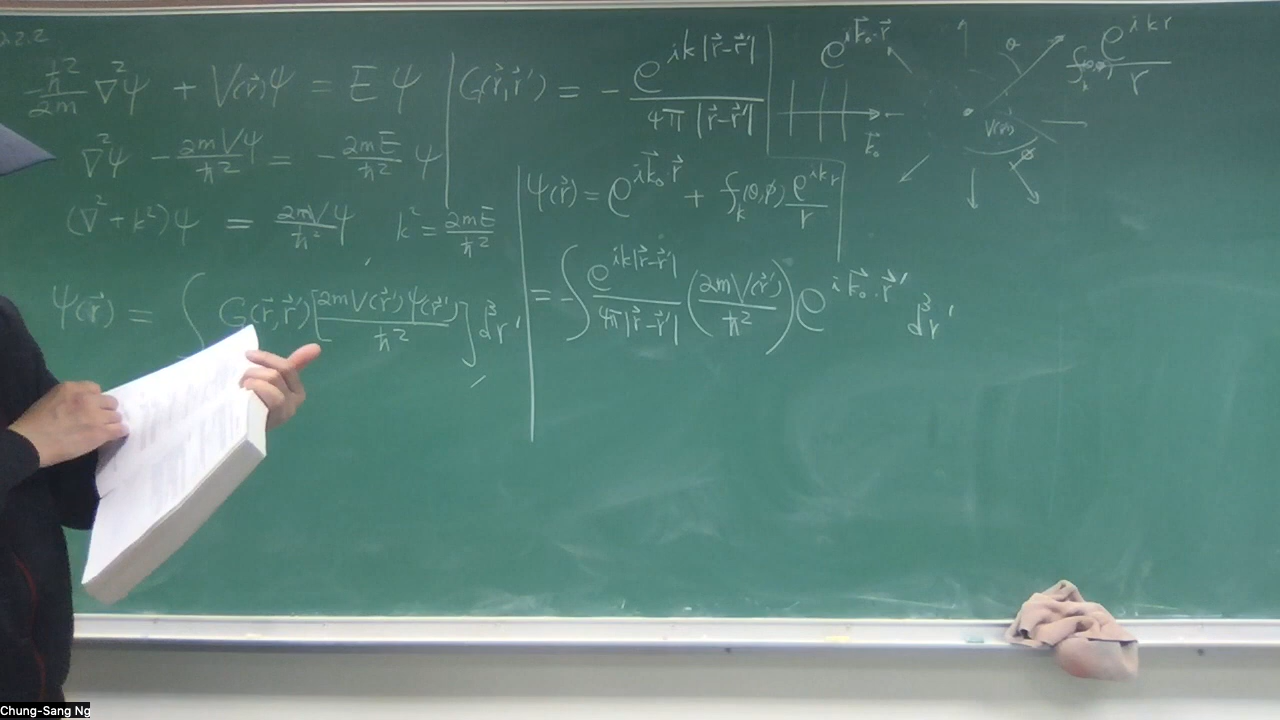 2.2.2
-ħ²/2m ∇²ψ + V(r⃗)ψ = E ψ
∇²ψ - 2mVψ/ħ² = - 2mE/ħ² ψ
(∇²+k²)ψ = 2mVψ/ħ² k² = 2mE/ħ²
ψ(r⃗) = ∫ G(r⃗,r⃗') [2mV(r⃗')ψ(r⃗')/ħ²] d³r'
G(r⃗,r⃗') = - e^{ik|r⃗-r⃗'|} / 4π|r⃗-r⃗'|
ψ(r⃗) = e^{ik⃗₀·r⃗} + f_k(θ,φ) e^{ikr}/r
= -∫ e^{ik|r⃗-r⃗'|}/4π|r⃗-r⃗'| (2mV(r⃗')/ħ²) e^{ik⃗₀·r⃗'} d³r'
e^{ik⃗₀·r⃗}
k⃗₀
θ
V(r)
φ
f_k(θ,φ) e^{ikr}/r
Chung-Sang Ng